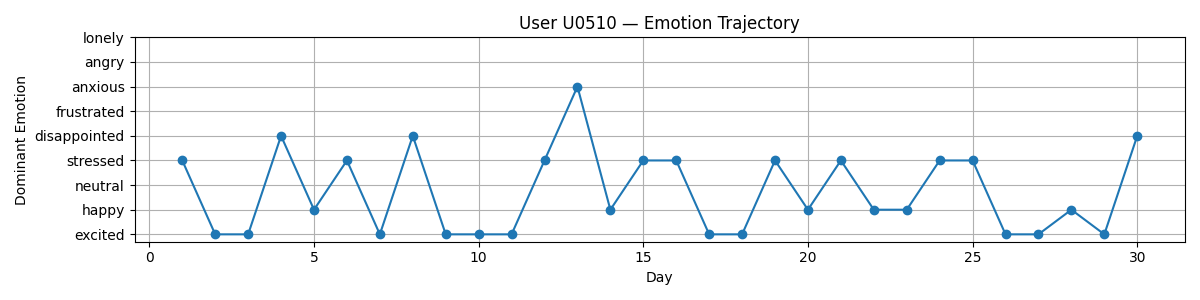 User U0510 — Emotion Trajectory
Dominant Emotion
lonely
angry
anxious
frustrated
disappointed
stressed
neutral
happy
excited
0 5 10 15 20 25 30
Day